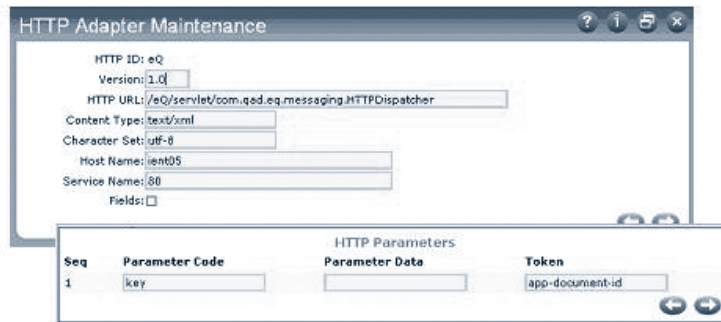 HTTP Adapter Maintenance
HTTP ID: eQ
Version: 1.0
HTTP URL: /eQ/servlet/com.qad.eq.messaging.HTTPDispatcher
Content Type: text/xml
Character Set: utf-8
Host Name: ient05
Service Name: 80
Fields:
HTTP Parameters
Seq Parameter Code Parameter Data Token
1 key app-document-id